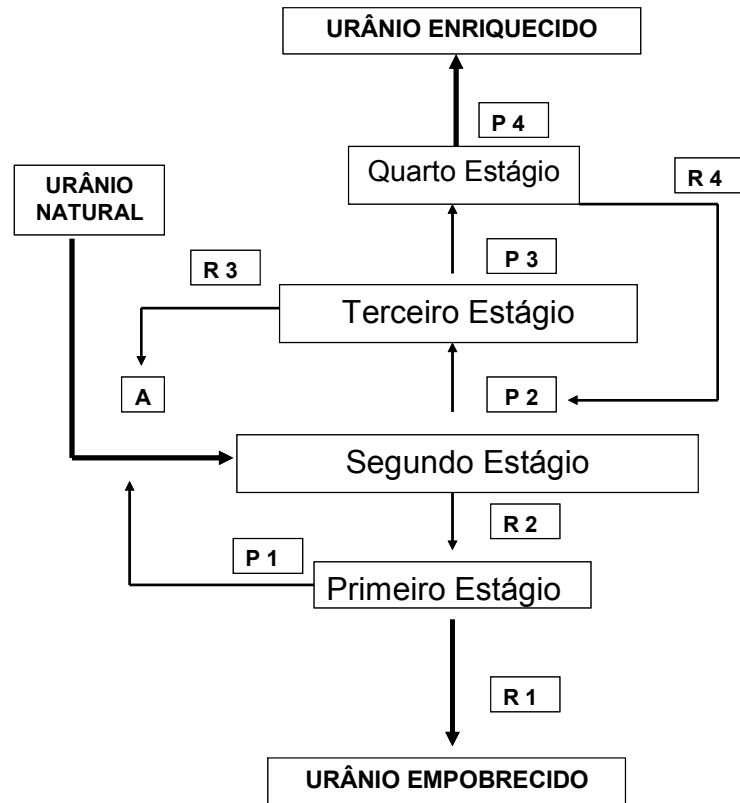 URÂNIO ENRIQUECIDO
P 4
Quarto Estágio
R 4
URÂNIO
NATURAL
R 3
P 3
Terceiro Estágio
A
P 2
Segundo Estágio
R 2
P 1
Primeiro Estágio
R 1
URÂNIO EMPOBRECIDO